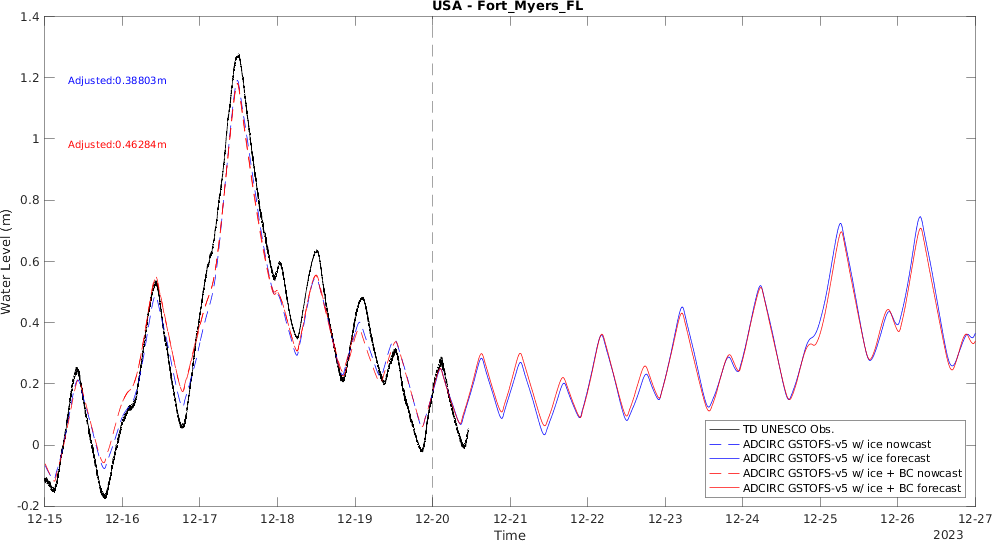 USA - Fort_Myers_FL
1.4
1.2
1
0.8
0.6
0.4
0.2
0
-0.2
Water Level (m)
Adjusted:0.38803m
Adjusted:0.46284m
TD UNESCO Obs.
ADCIRC GSTOFS-v5 w/ ice nowcast
ADCIRC GSTOFS-v5 w/ ice forecast
ADCIRC GSTOFS-v5 w/ ice + BC nowcast
ADCIRC GSTOFS-v5 w/ ice + BC forecast
12-15 12-16 12-17 12-18 12-19 12-20 12-21 12-22 12-23 12-24 12-25 12-26 12-27
Time
2023